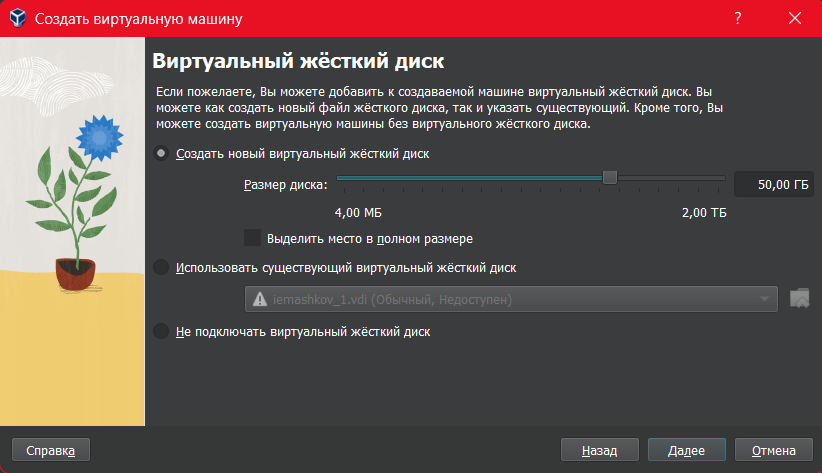 Создать виртуальную машину
?
Виртуальный жёсткий диск
Если пожелаете, Вы можете добавить к создаваемой машине виртуальный жёсткий диск. Вы
можете как создать новый файл жёсткого диска, так и указать существующий. Кроме того, Вы
можете создать виртуальную машины без виртуального жёсткого диска.
Создать новый виртуальный жёсткий диск
Размер диска:
50,00 ГБ
4,00 МБ
2,00 ТБ
Выделить место в полном размере
Использовать существующий виртуальный жёсткий диск
iemashkov_1.vdi (Обычный, Недоступен)
Не подключать виртуальный жёсткий диск
Справка
Назад
Далее
Отмена